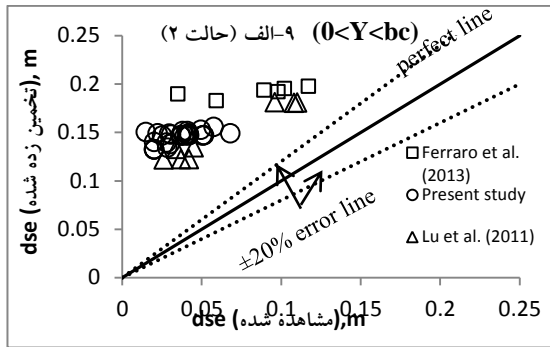 ۹-الف (حالت ۲) (0<Y<bc)
perfect line
±20% error line
dse (تخمین زده شده), m
0.25
0.2
0.15
0.1
0.05
0
Ferraro et al.
(2013)
Present study
Lu et al. (2011)
0 0.05 0.1 0.15 0.2 0.25
dse (مشاهده شده),m